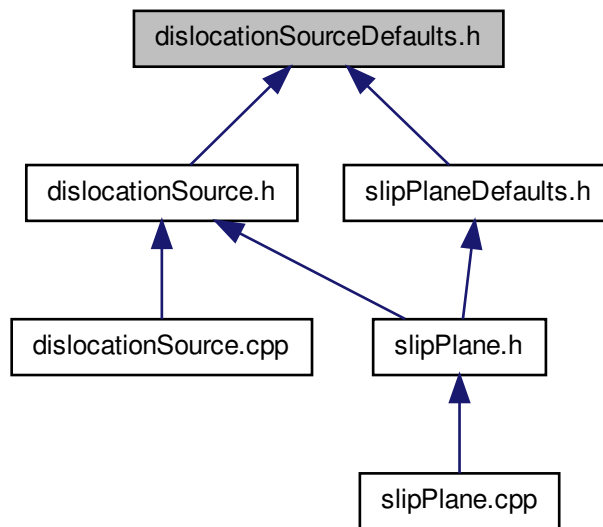 dislocationSourceDefaults.h
dislocationSource.h
slipPlaneDefaults.h
dislocationSource.cpp
slipPlane.h
slipPlane.cpp